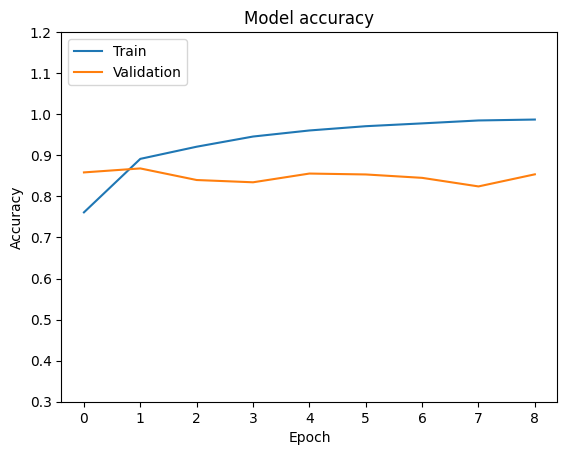 Model accuracy
Train
Validation
Accuracy
1.2
1.1
1.0
0.9
0.8
0.7
0.6
0.5
0.4
0.3
0 1 2 3 4 5 6 7 8
Epoch